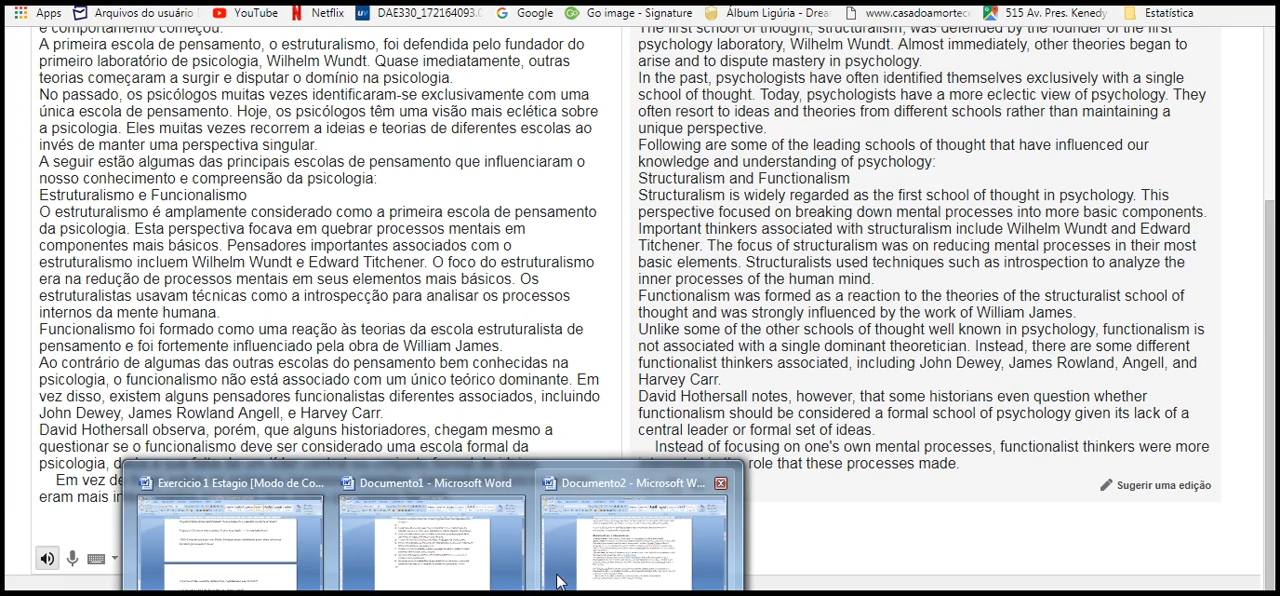 Apps
Arquivos do usuário
YouTube
Netflix
DAE330_172164093.0
Google
Go image - Signature
Álbum Ligúria - Drea
www.casadoamortece
515 Av. Pres. Kenedy
Estatística
e comportamento começou.
A primeira escola de pensamento, o estruturalismo, foi defendida pelo fundador do
primeiro laboratório de psicologia, Wilhelm Wundt. Quase imediatamente, outras
teorias começaram a surgir e disputar o domínio na psicologia.
No passado, os psicólogos muitas vezes identificaram-se exclusivamente com uma
única escola de pensamento. Hoje, os psicólogos têm uma visão mais eclética sobre
a psicologia. Eles muitas vezes recorrem a ideias e teorias de diferentes escolas ao
invés de manter uma perspectiva singular.
A seguir estão algumas das principais escolas de pensamento que influenciaram o
nosso conhecimento e compreensão da psicologia:
Estruturalismo e Funcionalismo
O estruturalismo é amplamente considerado como a primeira escola de pensamento
da psicologia. Esta perspectiva focava em quebrar processos mentais em
componentes mais básicos. Pensadores importantes associados com o
estruturalismo incluem Wilhelm Wundt e Edward Titchener. O foco do estruturalismo
era na redução de processos mentais em seus elementos mais básicos. Os
estruturalistas usavam técnicas como a introspecção para analisar os processos
internos da mente humana.
Funcionalismo foi formado como uma reação às teorias da escola estruturalista de
pensamento e foi fortemente influenciado pela obra de William James.
Ao contrário de algumas das outras escolas do pensamento bem conhecidas na
psicologia, o funcionalismo não está associado com um único teórico dominante. Em
vez disso, existem alguns pensadores funcionalistas diferentes associados, incluindo
John Dewey, James Rowland Angell, e Harvey Carr.
David Hothersall observa, porém, que alguns historiadores, chegam mesmo a
questionar se o funcionalismo deve ser considerado uma escola formal da
psicologia,
Em vez de
eram mais
The first school of thought, structuralism, was defended by the founder of the first
psychology laboratory, Wilhelm Wundt. Almost immediately, other theories began to
arise and to dispute mastery in psychology.
In the past, psychologists have often identified themselves exclusively with a single
school of thought. Today, psychologists have a more eclectic view of psychology. They
often resort to ideas and theories from different schools rather than maintaining a
unique perspective.
Following are some of the leading schools of thought that have influenced our
knowledge and understanding of psychology:
Structuralism and Functionalism
Structuralism is widely regarded as the first school of thought in psychology. This
perspective focused on breaking down mental processes into more basic components.
Important thinkers associated with structuralism include Wilhelm Wundt and Edward
Titchener. The focus of structuralism was on reducing mental processes in their most
basic elements. Structuralists used techniques such as introspection to analyze the
inner processes of the human mind.
Functionalism was formed as a reaction to the theories of the structuralist school of
thought and was strongly influenced by the work of William James.
Unlike some of the other schools of thought well known in psychology, functionalism is
not associated with a single dominant theoretician. Instead, there are some different
functionalist thinkers associated, including John Dewey, James Rowland, Angell, and
Harvey Carr.
David Hothersall notes, however, that some historians even question whether
functionalism should be considered a formal school of psychology given its lack of a
central leader or formal set of ideas.
Instead of focusing on one's own mental processes, functionalist thinkers were more
role that these processes made.
Sugerir uma edição
Exercicio 1 Estagio [Modo de Co...
Documento1 - Microsoft Word
Documento2 - Microsoft W...